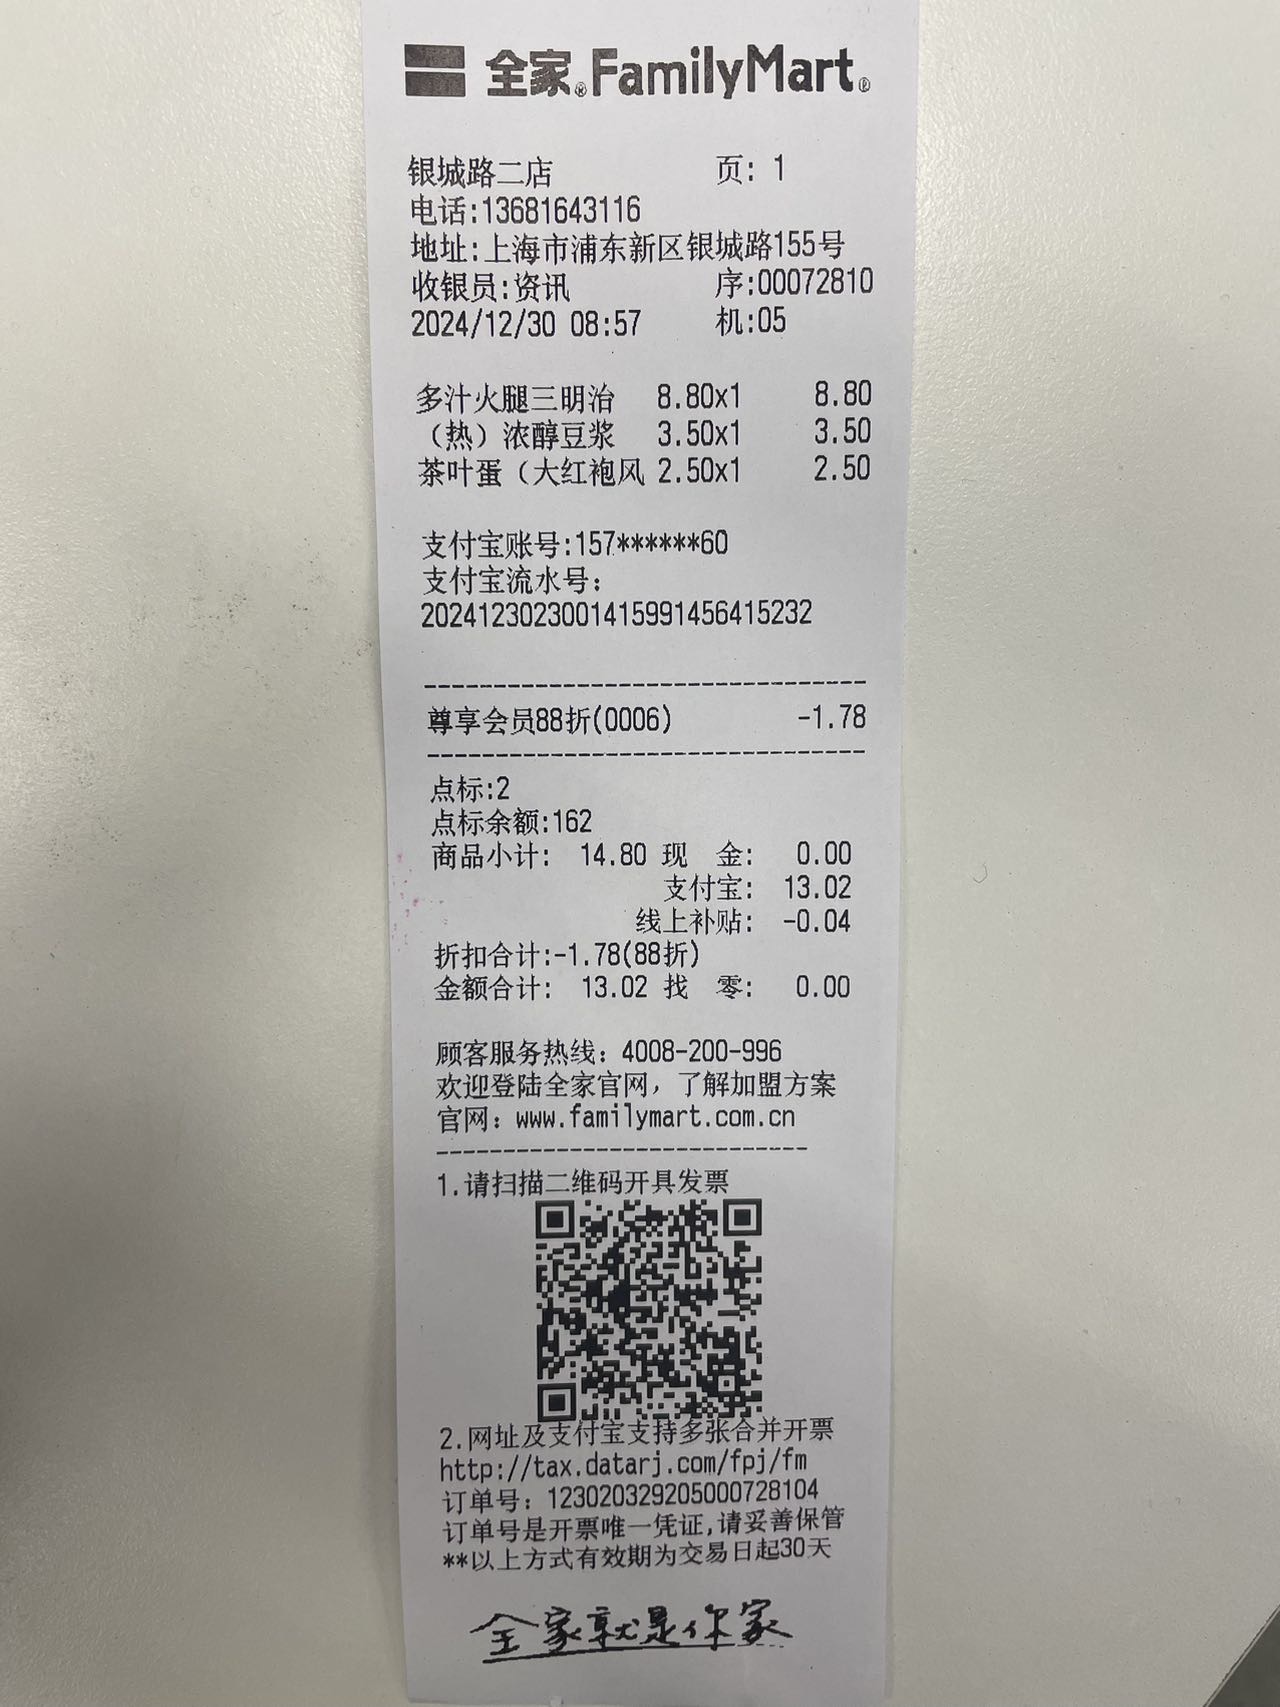 全家®FamilyMart®
银城路二店 页: 1
电话:13681643116
地址:上海市浦东新区银城路155号
收银员:资讯 序:00072810
2024/12/30 08:57 机:05
多汁火腿三明治 8.80x1 8.80
（热）浓醇豆浆 3.50x1 3.50
茶叶蛋（大红袍风 2.50x1 2.50
支付宝账号:157******60
支付宝流水号:
2024123023001415991456415232
--------------------------------
尊享会员88折(0006) -1.78
--------------------------------
点标:2
点标余额:162
商品小计: 14.80 现 金: 0.00
支付宝: 13.02
线上补贴: -0.04
折扣合计:-1.78(88折)
金额合计: 13.02 找 零: 0.00
顾客服务热线：4008-200-996
欢迎登陆全家官网，了解加盟方案
官网：www.familymart.com.cn
----------------------------
1.请扫描二维码开具发票
2.网址及支付宝支持多张合并开票
http://tax.datarj.com/fpj/fm
订单号：123020329205000728104
订单号是开票唯一凭证,请妥善保管
**以上方式有效期为交易日起30天
全家就是你家